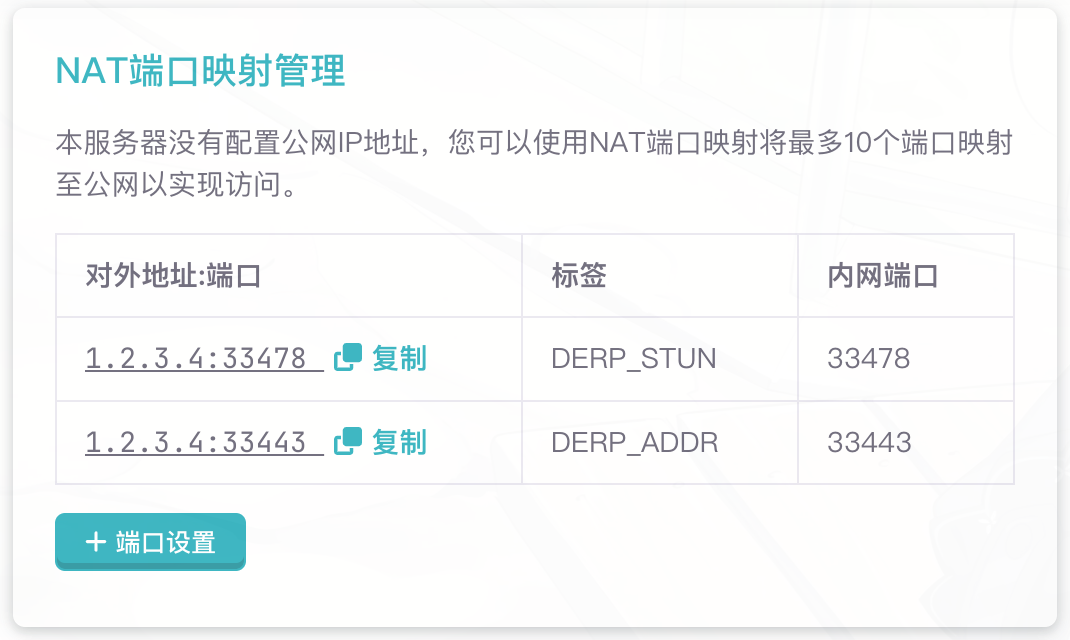 NAT端口映射管理
本服务器没有配置公网IP地址，您可以使用NAT端口映射将最多10个端口映射
至公网以实现访问。
对外地址:端口 标签 内网端口
1.2.3.4:33478 复制 DERP_STUN 33478
1.2.3.4:33443 复制 DERP_ADDR 33443
+ 端口设置